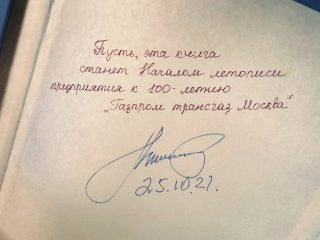 Пусть, эта книга
станет Началом летописи
предприятия к 100-летию
„Газпром трансгаз Москва“
25.10.21.